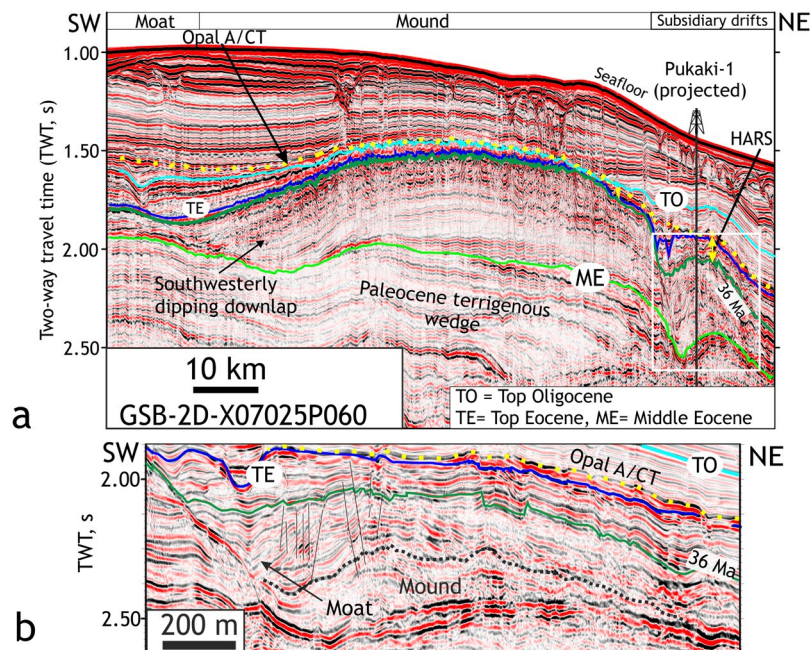 SW
NE
Moat
Mound
Subsidiary drifts
Opal A/CT
Seafloor
Pukaki-1
(projected)
HARS
1.00
1.50
2.00
2.50
Two-way travel time (TWT, s)
TE
TO
ME
36 Ma
Southwesterly
dipping downlap
Paleocene terrigenous
wedge
10 km
GSB-2D-X07025P060
TO = Top Oligocene
TE= Top Eocene, ME= Middle Eocene
a
SW
NE
TE
Opal A/CT
TO
2.00
TWT, s
36 Ma
Mound
Moat
2.50
200 m
b